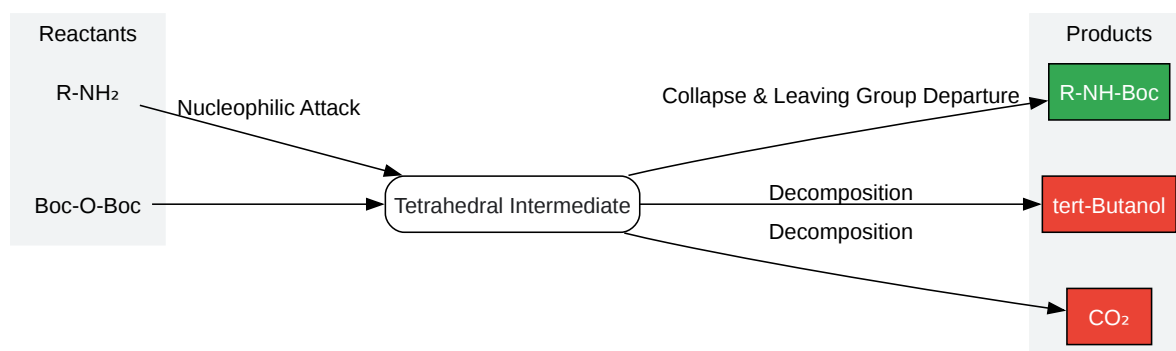 Reactants
Products
R-NH₂
Nucleophilic Attack
Collapse & Leaving Group Departure
R-NH-Boc
Boc-O-Boc
Tetrahedral Intermediate
Decomposition
tert-Butanol
Decomposition
CO₂